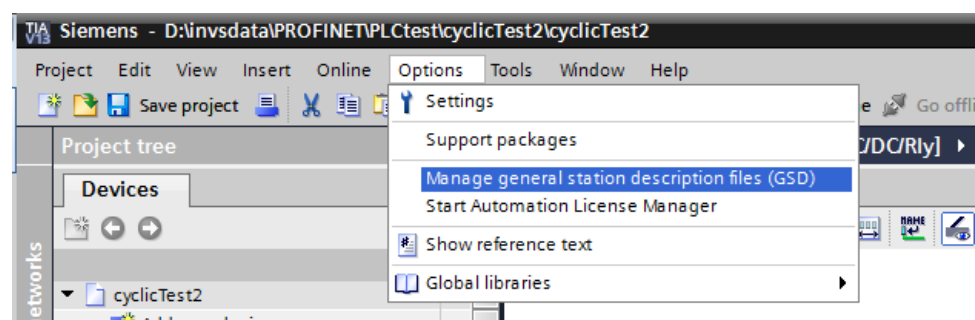 TIA V13 Siemens - D:\invsdata\PROFINET\PLCtest\cyclicTest2\cyclicTest2
Project Edit View Insert Online Options Tools Window Help
Save project
Go offli
Settings
Support packages
Manage general station description files (GSD)
Start Automation License Manager
Show reference text
Global libraries
Project tree
C/DC/Rly]
Devices
NAME
cyclicTest2